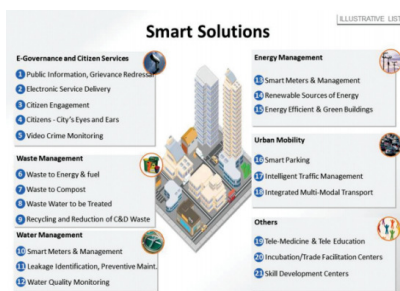 ILLUSTRATIVE LIST
Smart Solutions
E-Governance and Citizen Services
1 Public Information, Grievance Redressal
2 Electronic Service Delivery
3 Citizen Engagement
4 Citizens - City's Eyes and Ears
5 Video Crime Monitoring
Waste Management
6 Waste to Energy & fuel
7 Waste to Compost
8 Waste Water to be Treated
9 Recycling and Reduction of C&D Waste
Water Management
10 Smart Meters & Management
11 Leakage Identification, Preventive Maint.
12 Water Quality Monitoring
Energy Management
13 Smart Meters & Management
14 Renewable Sources of Energy
15 Energy Efficient & Green Buildings
Urban Mobility
16 Smart Parking
17 Intelligent Traffic Management
18 Integrated Multi-Modal Transport
Others
19 Tele-Medicine & Tele Education
20 Incubation/Trade Facilitation Centers
21 Skill Development Centers